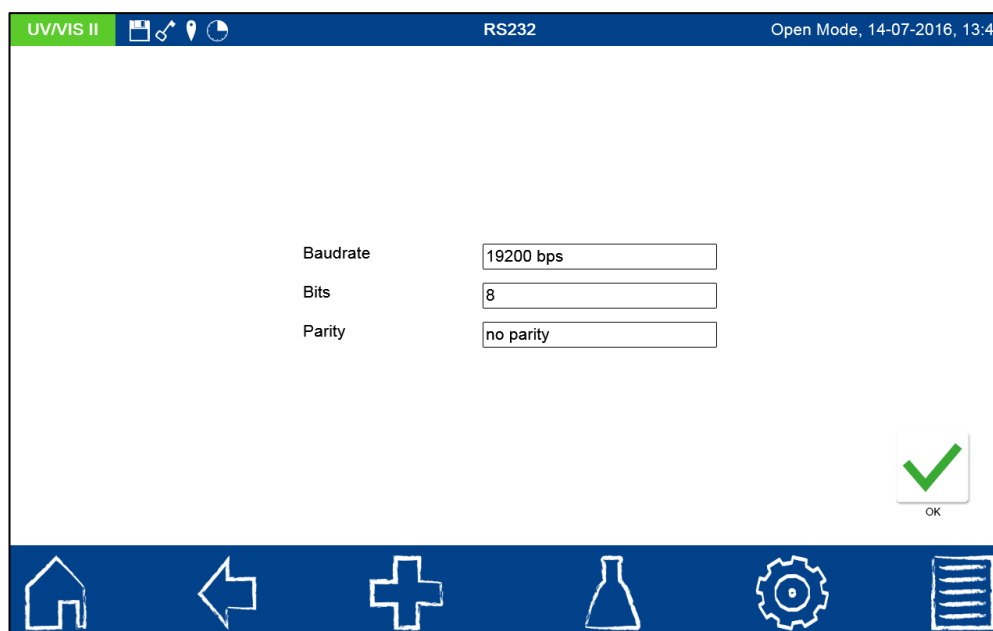 UV/VIS II RS232 Open Mode, 14-07-2016, 13:4
Baudrate 19200 bps
Bits 8
Parity no parity
OK